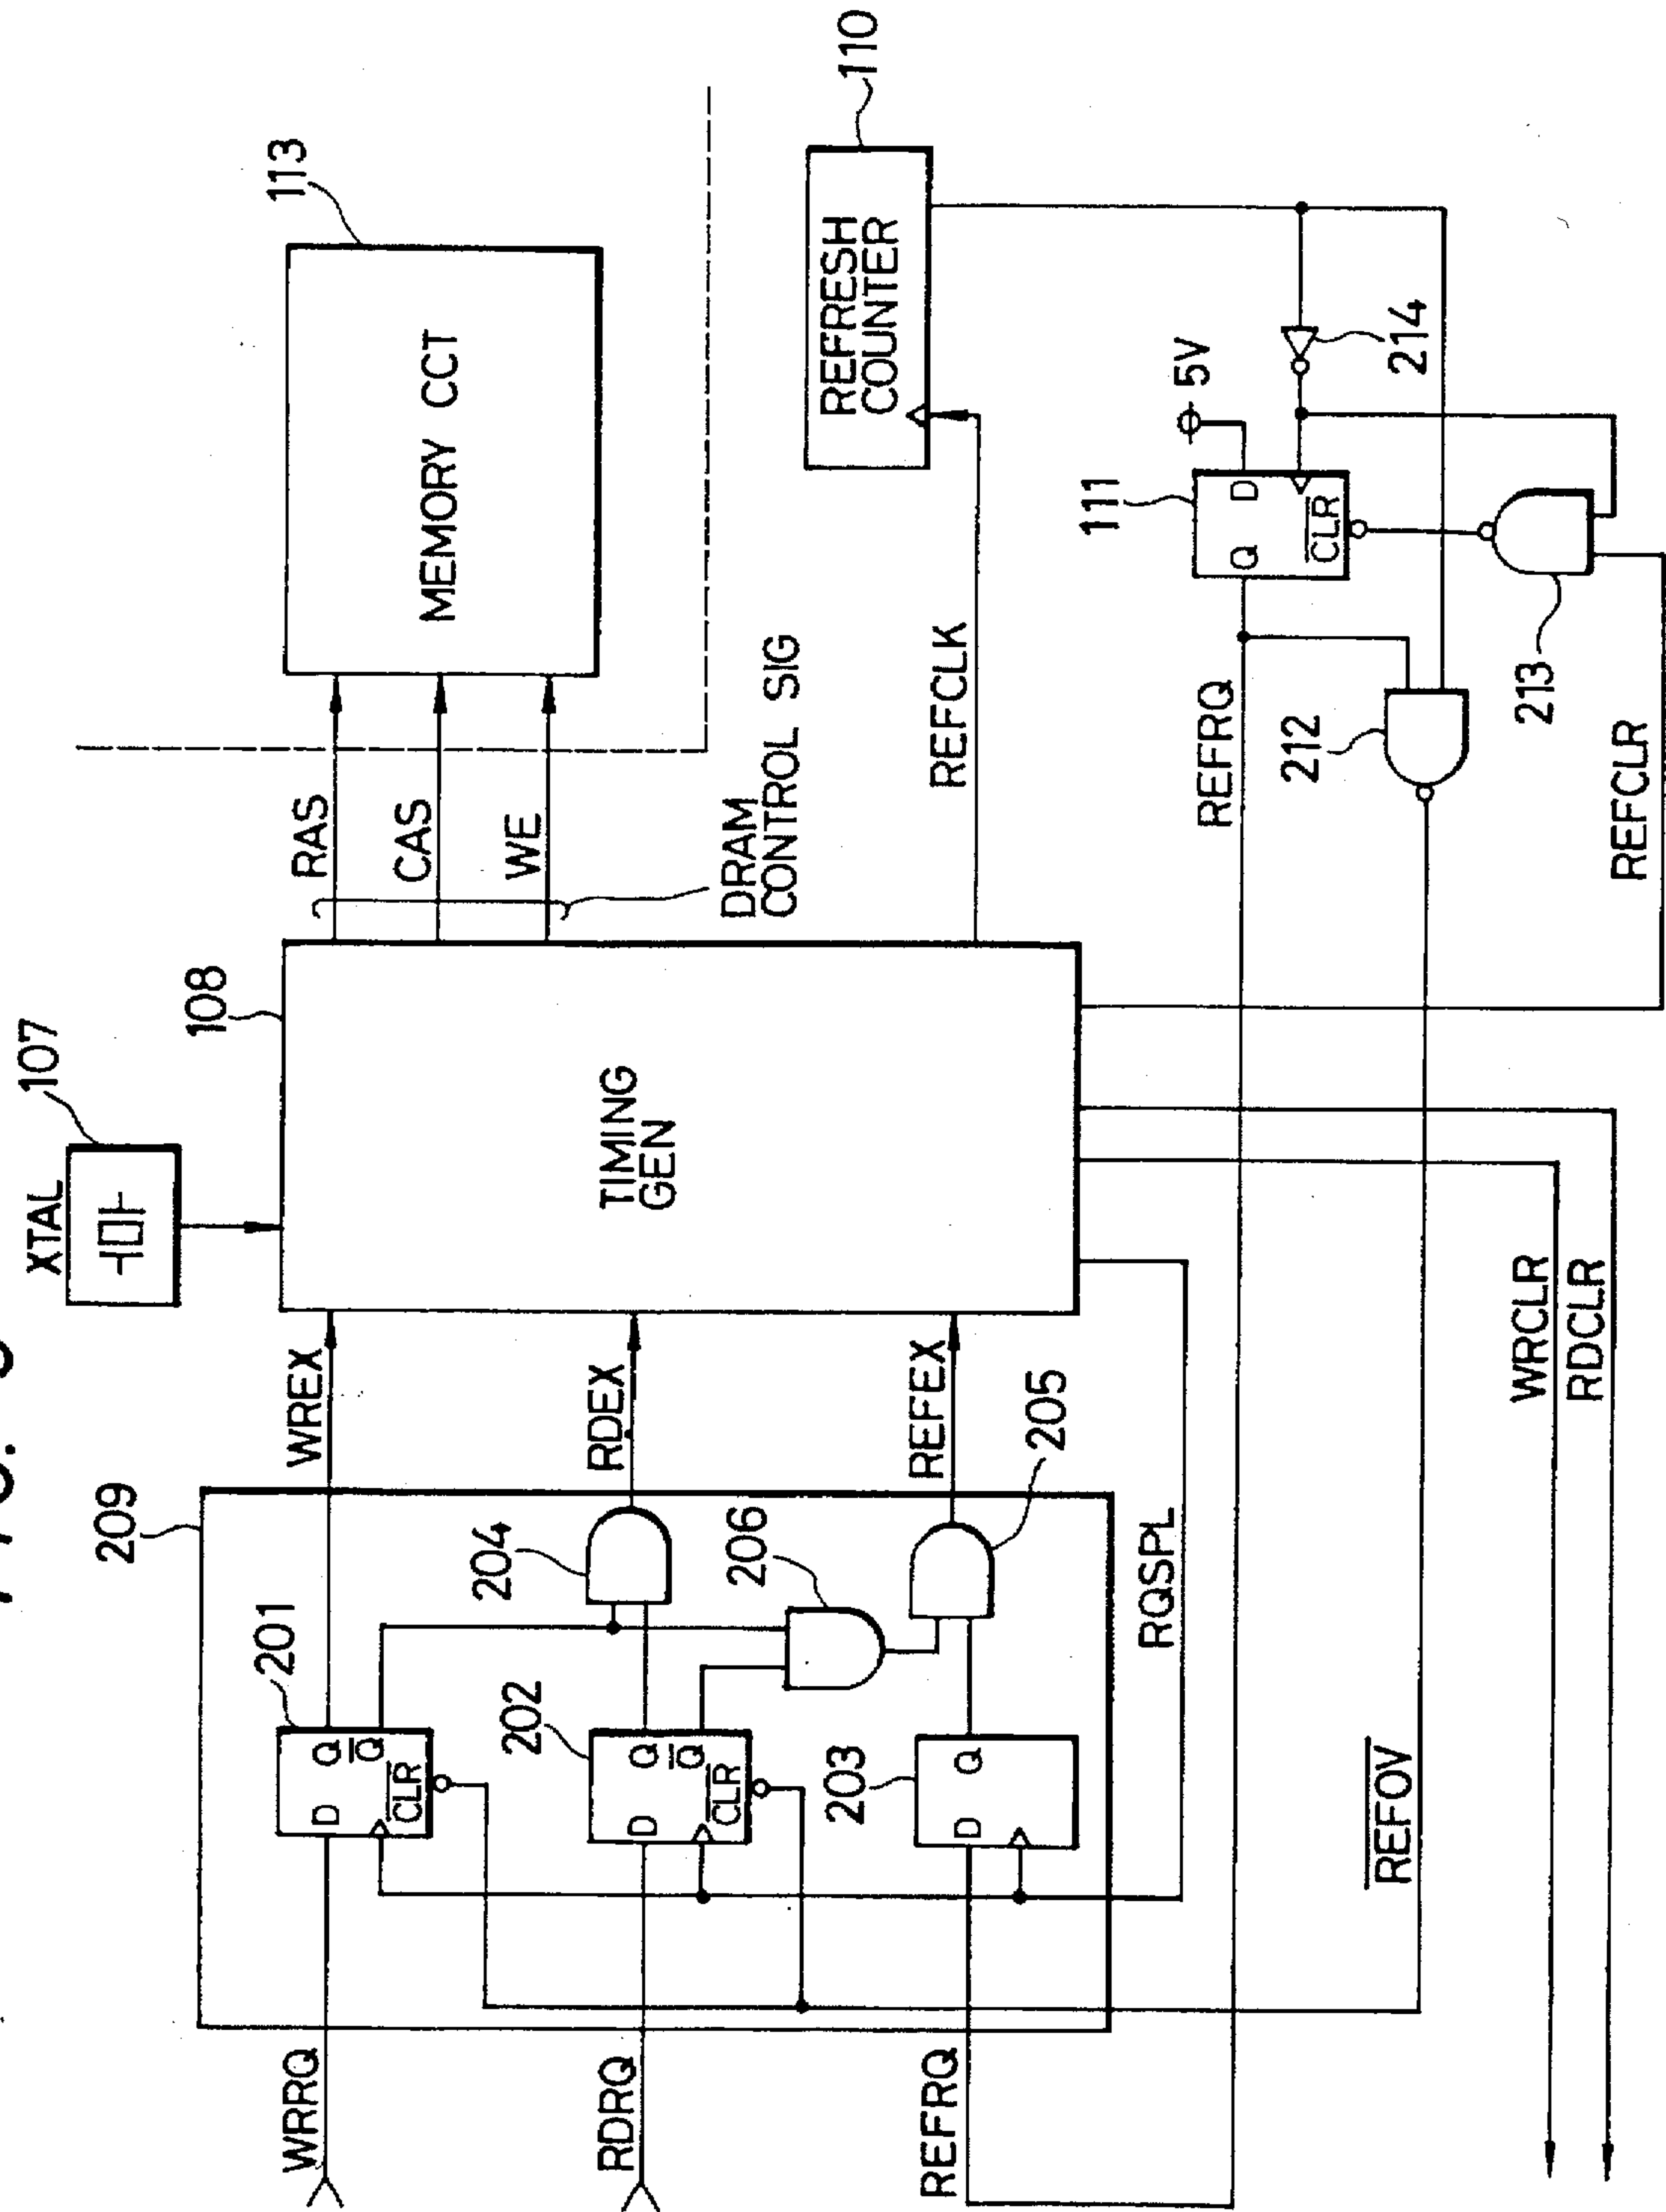 107
XTAL
209
108
113
WREX
RAS
MEMORY CCT
WRRQ
201
D Q
Q
CLR
204
RDEX
CAS
WE
TIMING
GEN
DRAM
CONTROL SIG
RDRQ
202
D Q
Q
CLR
206
REFEX
205
REFRESH
COUNTER
110
REFCLK
REFRQ
203
D Q
RQSPL
REFRQ
111
5V
Q D
CLR
214
212
213
REFOV
REFCLR
WRCLR
RDCLR